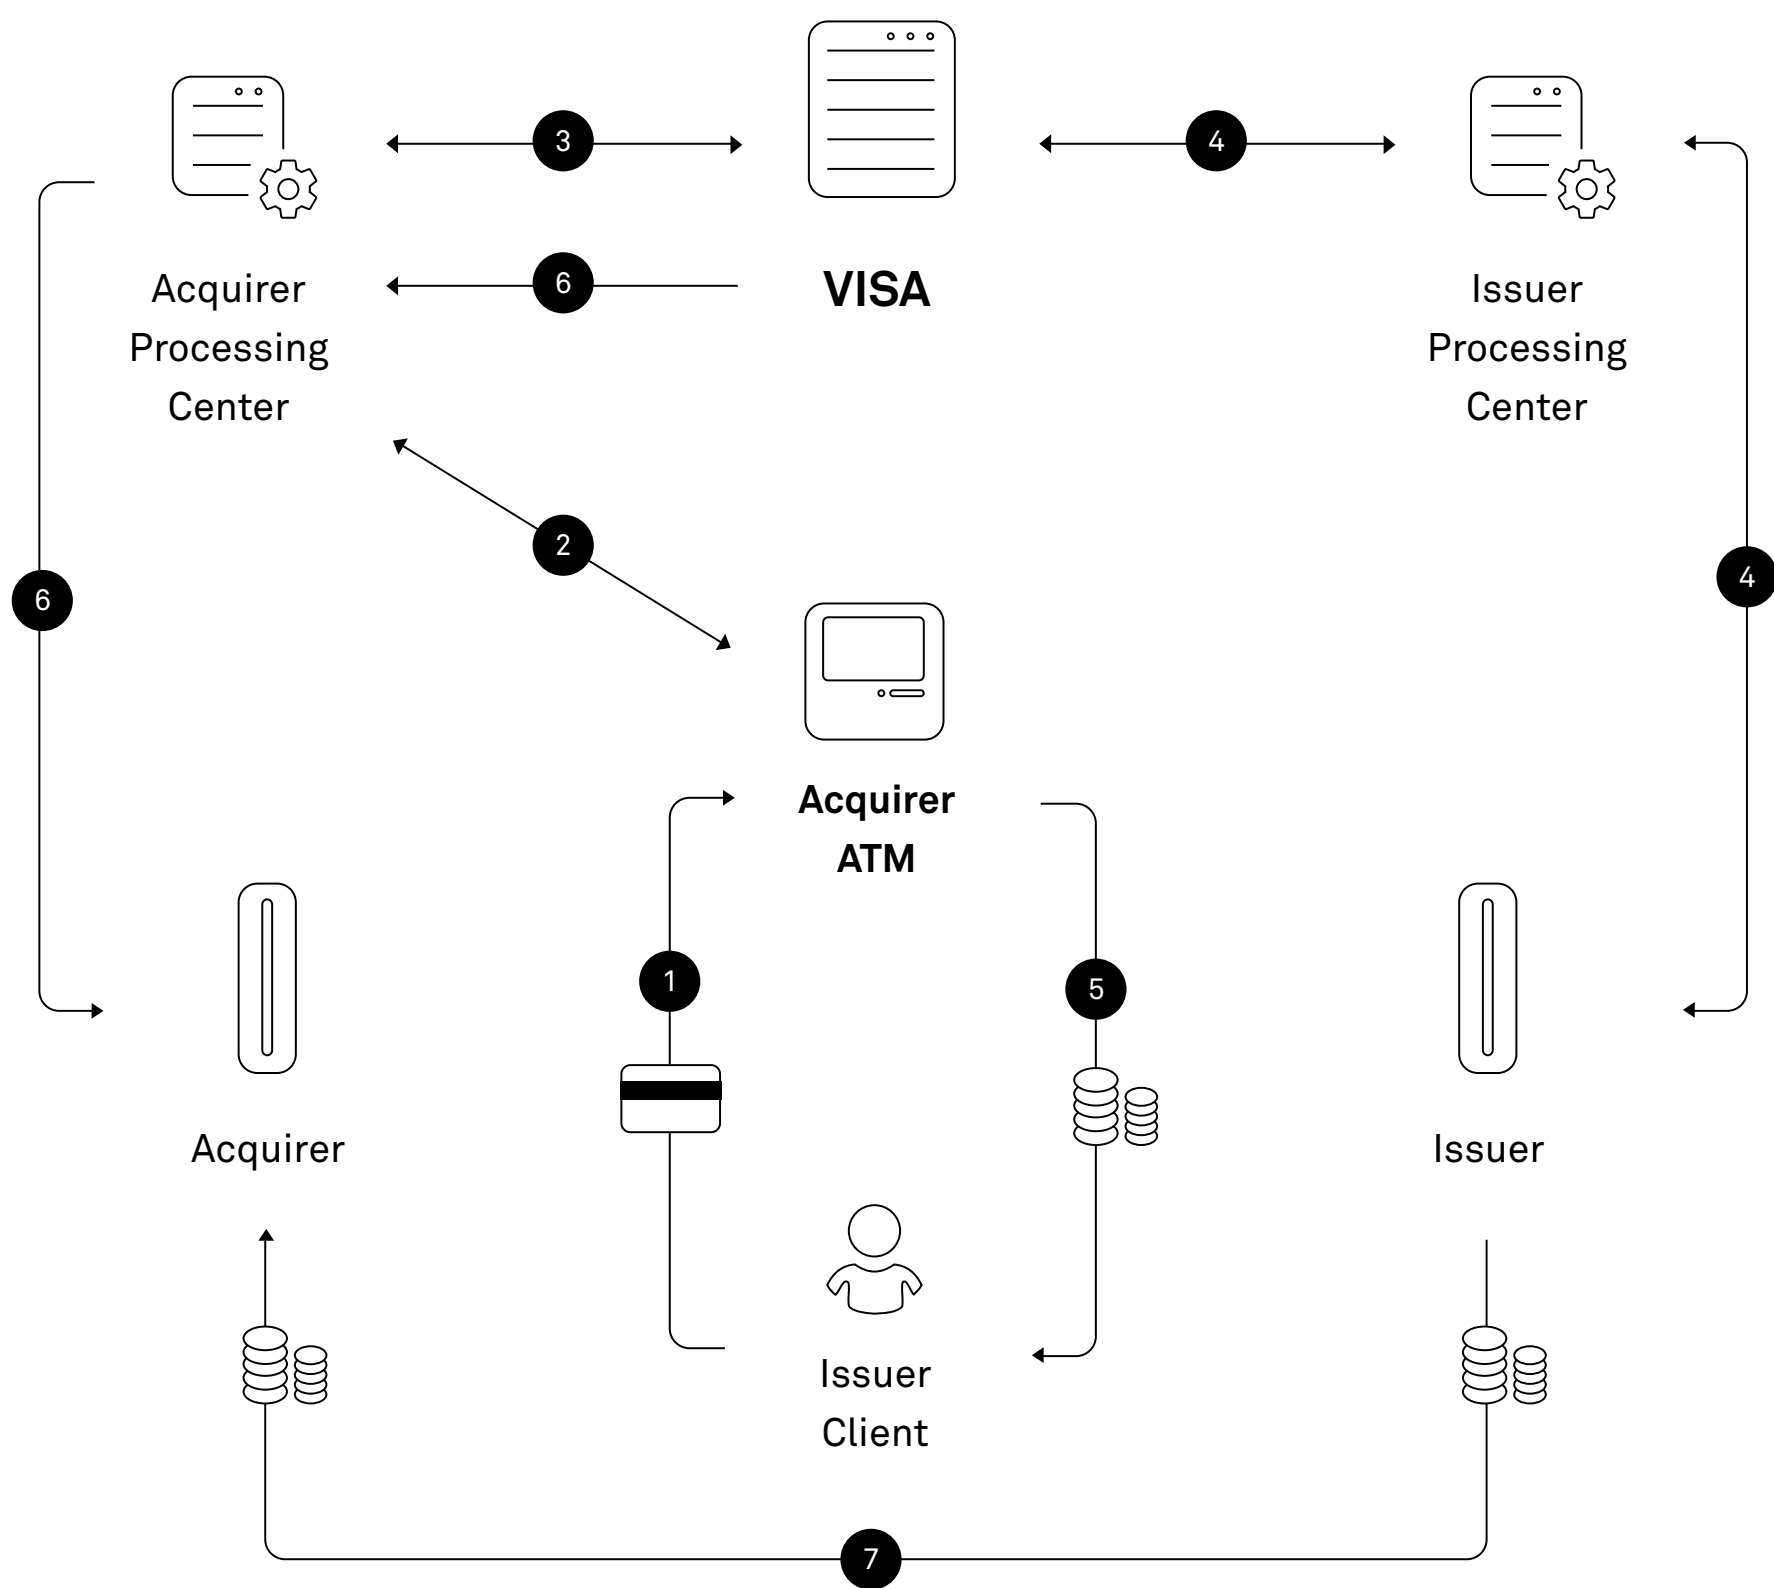 3
4
Acquirer
Processing
Center
6
VISA
Issuer
Processing
Center
2
6
4
Acquirer
ATM
1
5
Acquirer
Issuer
Issuer
Client
7